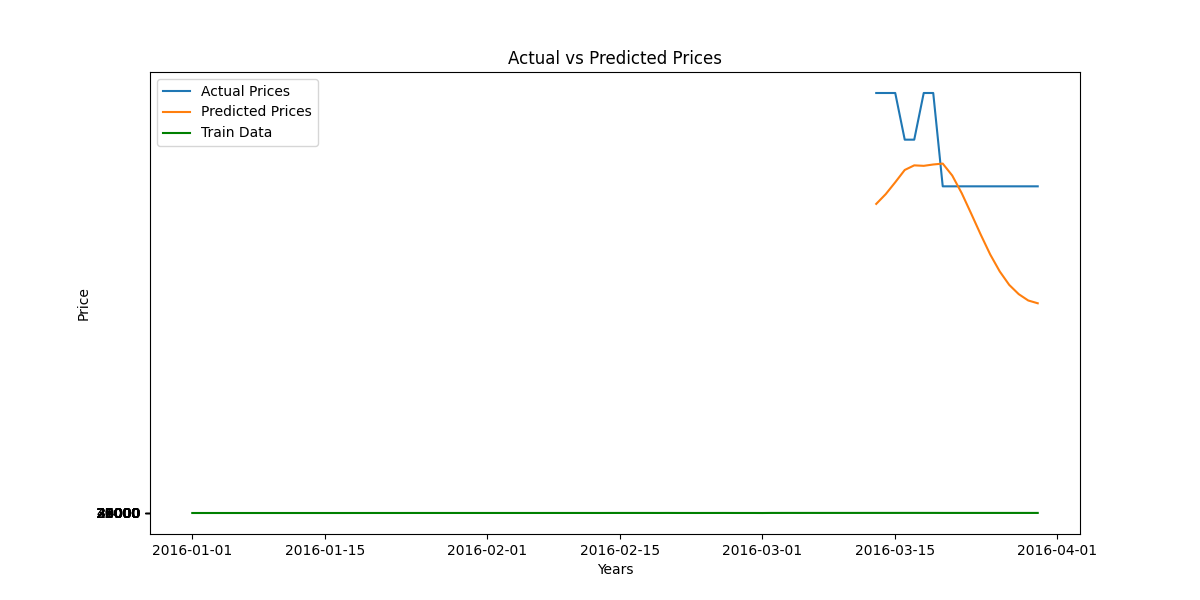 Actual vs Predicted Prices
Actual Prices
Predicted Prices
Train Data
Price
2016-01-01 2016-01-15 2016-02-01 2016-02-15 2016-03-01 2016-03-15 2016-04-01
Years